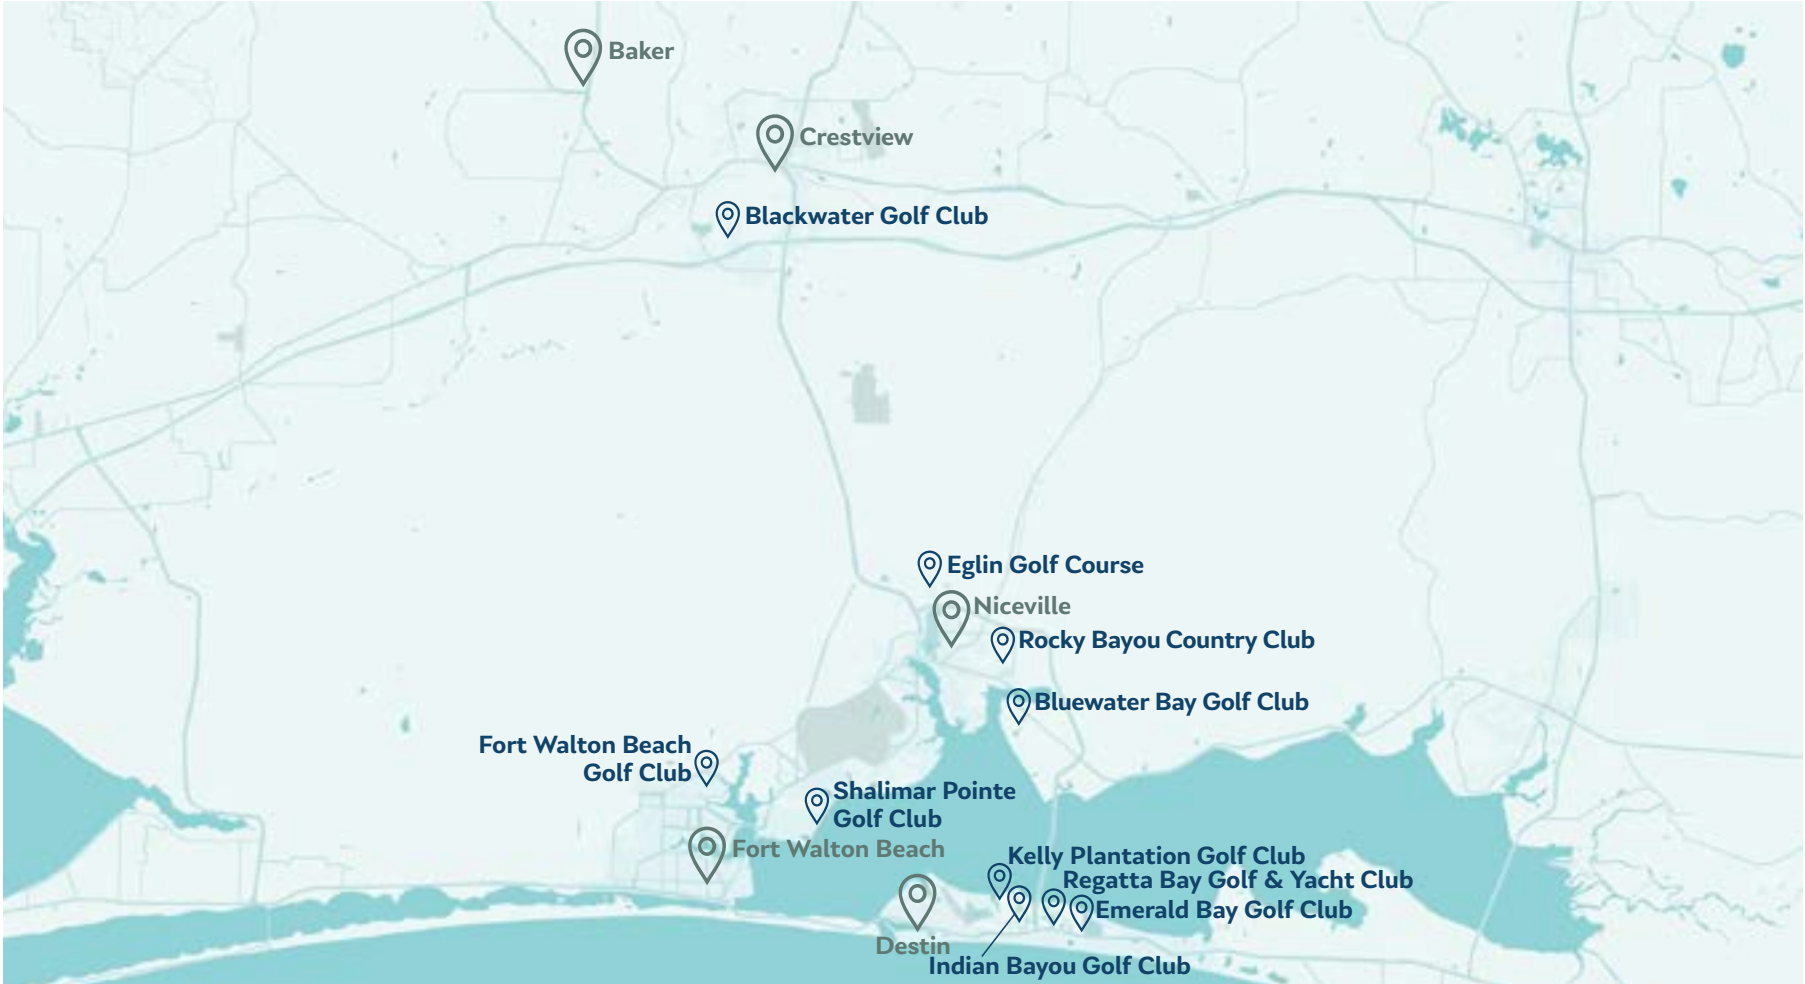 Baker
Crestview
Blackwater Golf Club
Eglin Golf Course
Niceville
Rocky Bayou Country Club
Bluewater Bay Golf Club
Fort Walton Beach
Golf Club
Shalimar Pointe
Golf Club
Fort Walton Beach
Kelly Plantation Golf Club
Regatta Bay Golf & Yacht Club
Emerald Bay Golf Club
Destin
Indian Bayou Golf Club